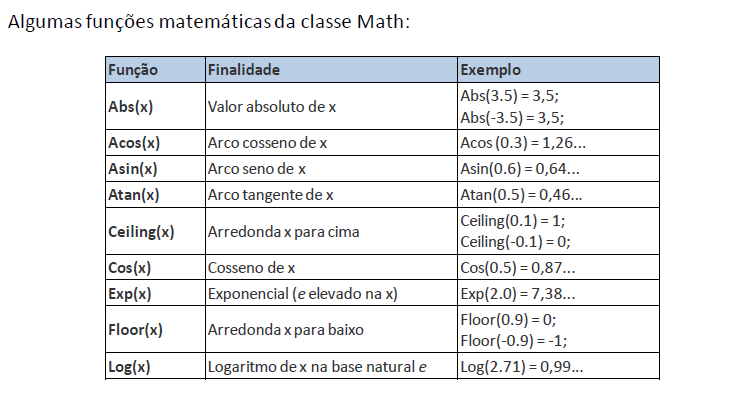 Algumas funções matemáticas da classe Math:
Função Finalidade Exemplo
Abs(x) Valor absoluto de x Abs(3.5) = 3,5;
Abs(-3.5) = 3,5;
Acos(x) Arco cosseno de x Acos (0.3) = 1,26...
Asin(x) Arco seno de x Asin(0.6) = 0,64...
Atan(x) Arco tangente de x Atan(0.5) = 0,46...
Ceiling(x) Arredonda x para cima Ceiling(0.1) = 1;
Ceiling(-0.1) = 0;
Cos(x) Cosseno de x Cos(0.5) = 0,87...
Exp(x) Exponencial (e elevado na x) Exp(2.0) = 7,38...
Floor(x) Arredonda x para baixo Floor(0.9) = 0;
Floor(-0.9) = -1;
Log(x) Logaritmo de x na base natural e Log(2.71) = 0,99...